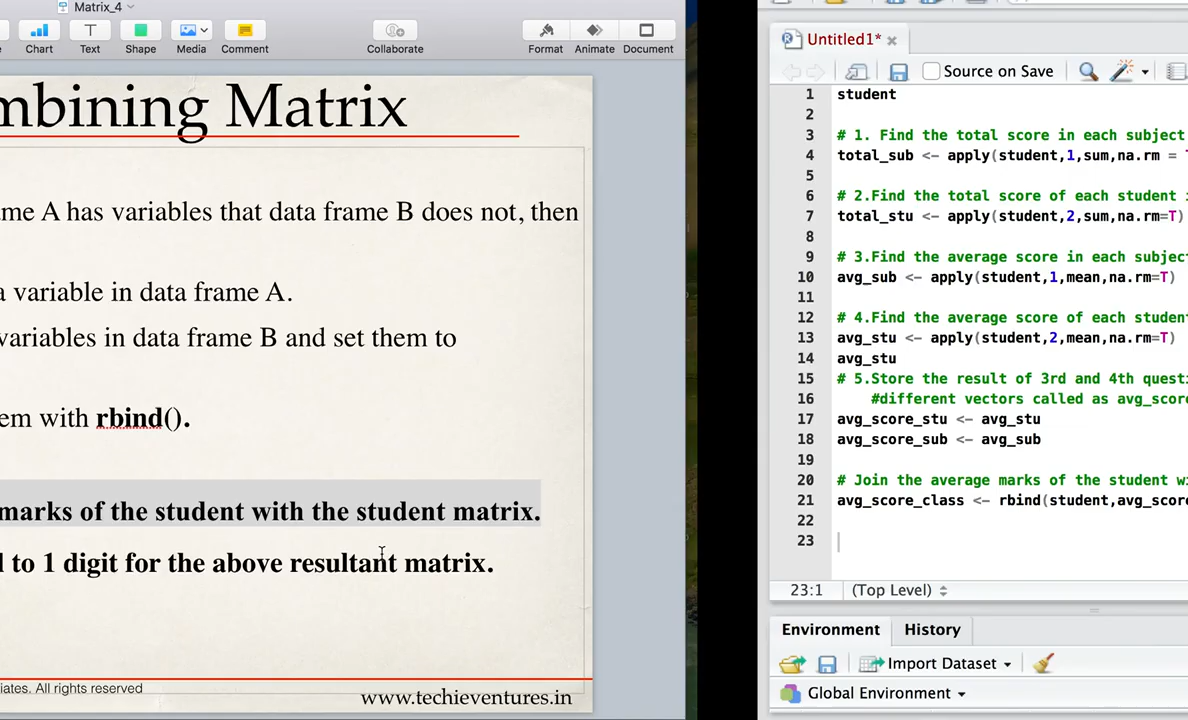 Matrix_4
Chart
Text
Shape
Media
Comment
Collaborate
Format
Animate
Document
mbining Matrix
me A has variables that data frame B does not, then
a variable in data frame A.
variables in data frame B and set them to
em with rbind().
marks of the student with the student matrix.
l to 1 digit for the above resultant matrix.
iates. All rights reserved
www.techieventures.in
Untitled1*
Source on Save
1 student
2
3 # 1. Find the total score in each subject
4 total_sub <- apply(student,1,sum,na.rm =
5
6 # 2.Find the total score of each student
7 total_stu <- apply(student,2,sum,na.rm=T)
8
9 # 3.Find the average score in each subject
10 avg_sub <- apply(student,1,mean,na.rm=T)
11
12 # 4.Find the average score of each student
13 avg_stu <- apply(student,2,mean,na.rm=T)
14 avg_stu
15 # 5.Store the result of 3rd and 4th questi
16 #different vectors called as avg_score
17 avg_score_stu <- avg_stu
18 avg_score_sub <- avg_sub
19
20 # Join the average marks of the student wi
21 avg_score_class <- rbind(student,avg_score
22
23
23:1
(Top Level)
Environment
History
Import Dataset
Global Environment